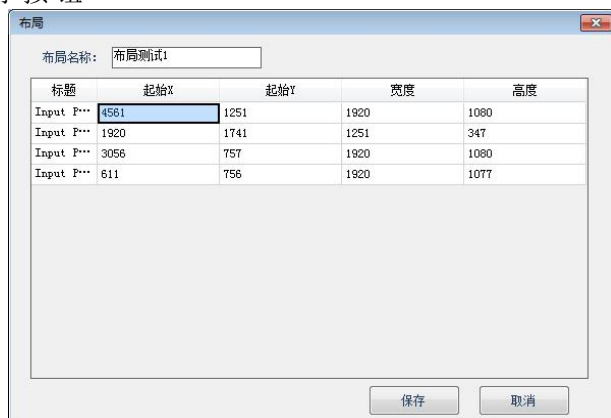 布局
布局名称： 布局测试1
标题 起始X 起始Y 宽度 高度
Input P… 4561 1251 1920 1080
Input P… 1920 1741 1251 347
Input P… 3056 757 1920 1080
Input P… 611 756 1920 1077
保存 取消